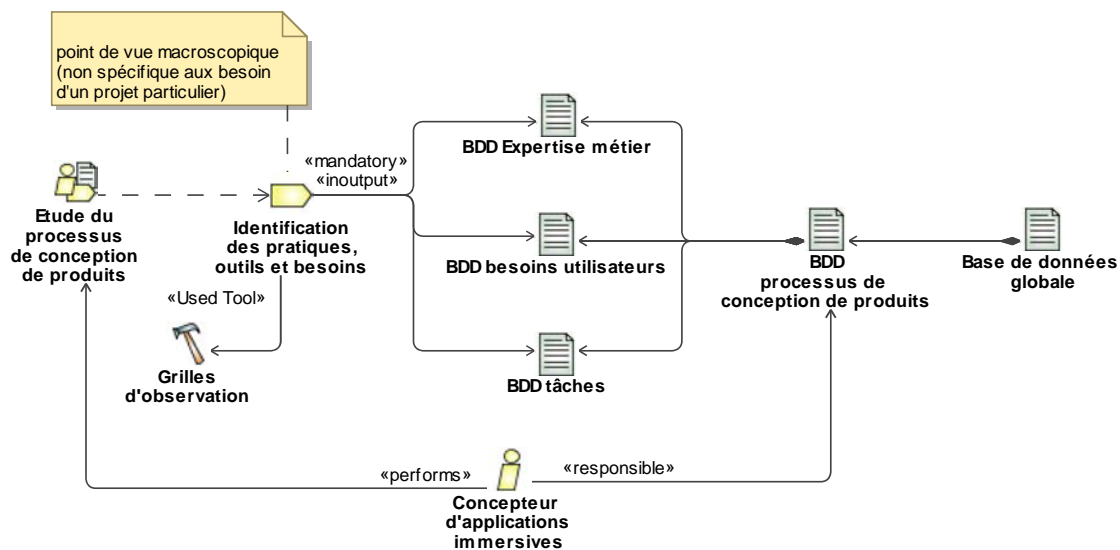 point de vue macroscopique
(non spécifique aux besoin
d'un projet particulier)
BDD Expertise métier
«mandatory»
«inoutput»
Etude du
processus
de conception
de produits
Identification
des pratiques,
outils et besoins
BDD besoins utilisateurs
BDD
processus de
conception de produits
Base de données
globale
«Used Tool»
Grilles
d'observation
BDD tâches
«performs»
«responsible»
Concepteur
d'applications
immersives